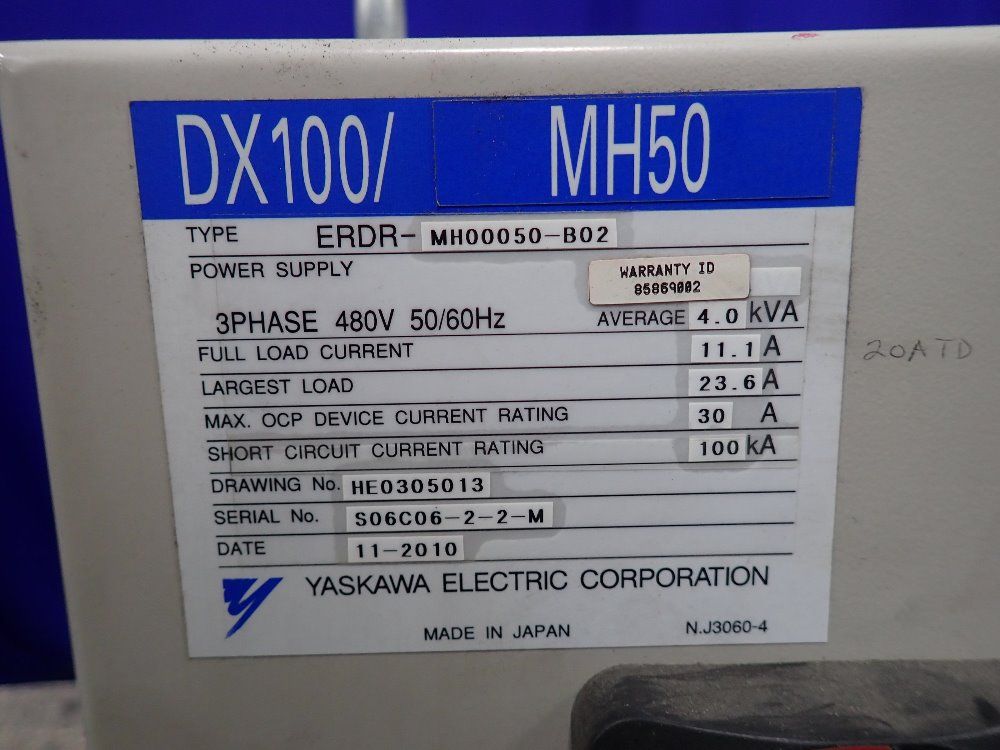 DX100/ MH50
TYPE ERDR-MH00050-B02
POWER SUPPLY
WARRANTY ID
85869002
3PHASE 480V 50/60Hz AVERAGE 4.0 kVA
FULL LOAD CURRENT 11.1 A
LARGEST LOAD 23.6 A
MAX. OCP DEVICE CURRENT RATING 30 A
SHORT CIRCUIT CURRENT RATING 100 kA
DRAWING No. HE0305013
SERIAL No. S06C06-2-2-M
DATE 11-2010
YASKAWA ELECTRIC CORPORATION
MADE IN JAPAN N.J3060-4
20ATD